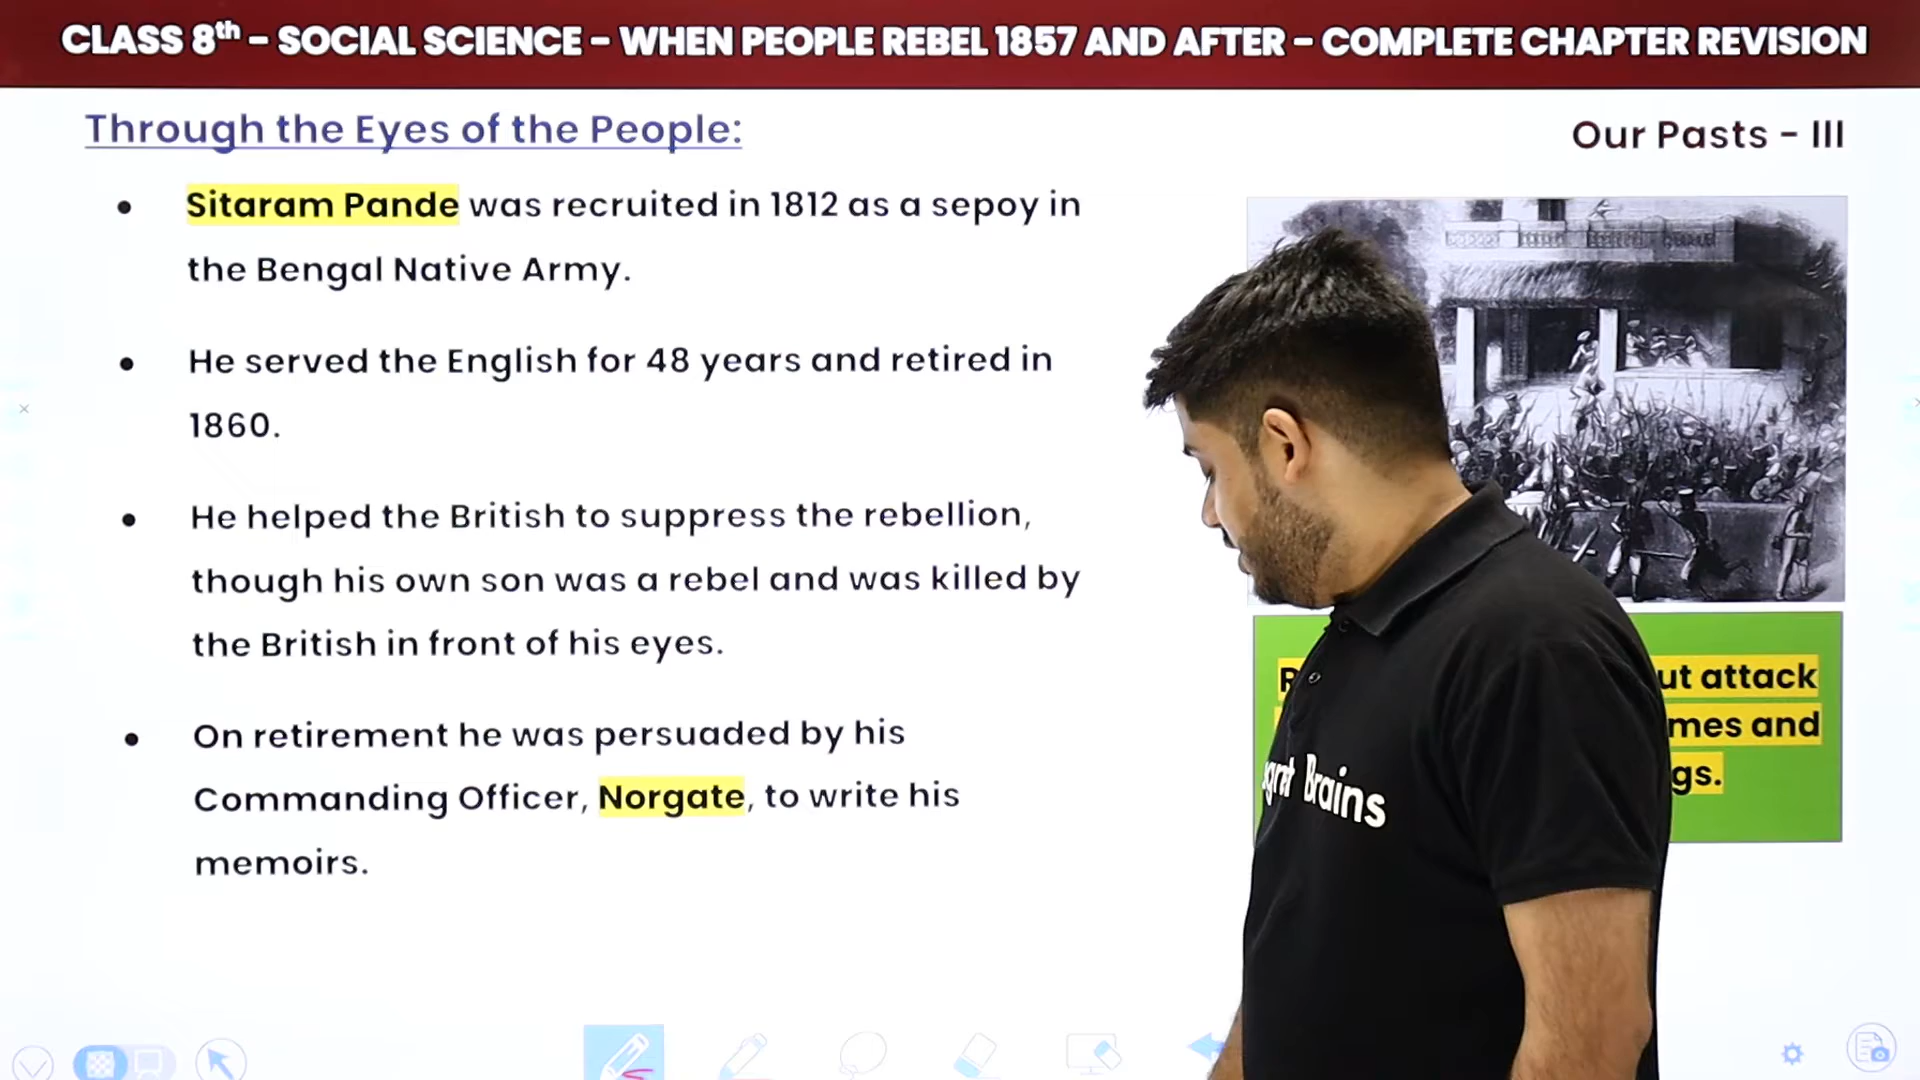 CLASS 8th – SOCIAL SCIENCE – WHEN PEOPLE REBEL 1857 AND AFTER – COMPLETE CHAPTER REVISION
Through the Eyes of the People:
Our Pasts – III
• Sitaram Pande was recruited in 1812 as a sepoy in
the Bengal Native Army.
• He served the English for 48 years and retired in
1860.
• He helped the British to suppress the rebellion,
though his own son was a rebel and was killed by
the British in front of his eyes.
• On retirement he was persuaded by his
Commanding Officer, Norgate, to write his
memoirs.
attack
and
Brains